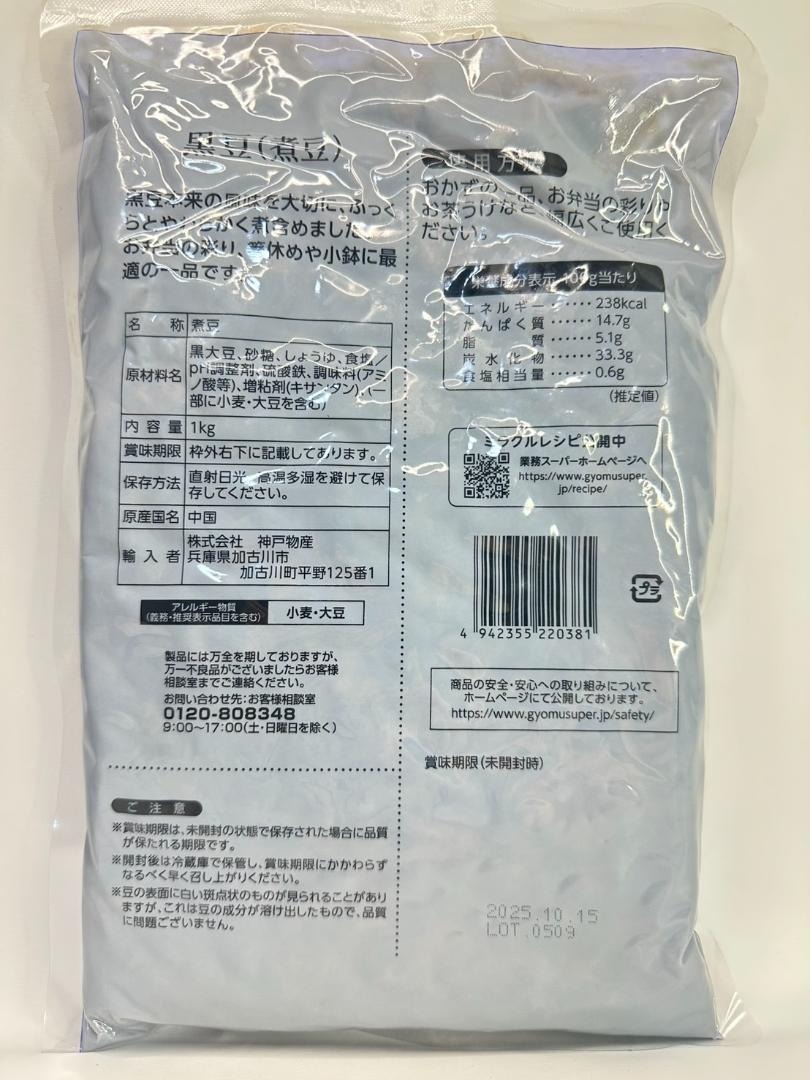 黒豆(煮豆)
黒豆本来の風味を大切に、ふっく
らとやわらかく煮含めました。
お弁当の彩り、箸休めや小鉢に最
適の一品です。
名 称 煮豆
原材料名 黒大豆、砂糖、しょうゆ、食塩/
pH調整剤、硫酸鉄、調味料(アミ
ノ酸等)、増粘剤(キサンタン)、(一
部に小麦・大豆を含む)
内容量 1kg
賞味期限 枠外右下に記載してあります。
保存方法 直射日光、高温多湿を避けて保
存してください。
原産国名 中国
輸入者 株式会社 神戸物産
兵庫県加古川市
加古川町平野125番1
アレルギー物質
(義務・推奨表示品目を含む)
小麦・大豆
製品には万全を期しておりますが、
万一不良品がございましたらお客様
相談室までご連絡ください。
お問い合わせ先:お客様相談室
0120-808348
9:00～17:00(土・日曜日を除く)
ご注意
※賞味期限は、未開封の状態で保存された場合に品質
が保たれる期限です。
※開封後は冷蔵庫で保管し、賞味期限にかかわらず
なるべく早く召し上がりください。
※豆の表面に白い斑点状のものが見られることがあり
ますが、これは豆の成分が溶け出したもので、品質
に問題ございません。
使用方法
おかずの一品、お弁当の彩りや
お茶うけなど、幅広くご使用く
ださい。
栄養成分表示 100g当たり
エネルギー……238kcal
たんぱく質……14.7g
脂 質……5.1g
炭水化物……33.3g
食塩相当量……0.6g
(推定値)
ミラクルレシピ公開中
業務スーパーホームページへ
https://www.gyomusuper.
jp/recipe/
4 942355 220381
プラ
商品の安全・安心への取り組みについて、
ホームページにて公開しております。
https://www.gyomusuper.jp/safety/
賞味期限(未開封時)
2025.10.15
LOT.0509